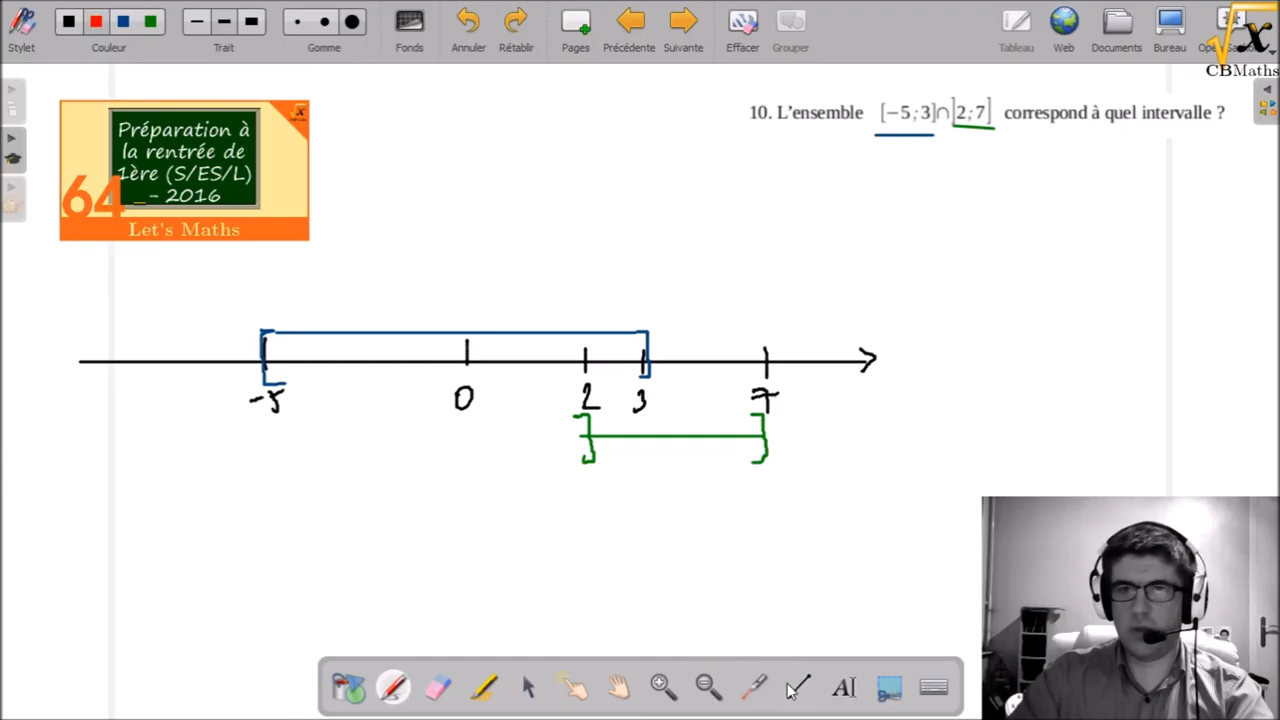 Stylet
Couleur
Trait
Gomme
Fonds
Annuler
Rétablir
Pages
Précédente
Suivante
Effacer
Grouper
Tableau
Web
Documents
Bureau
CBMaths
Préparation à
la rentrée de
1ère (S/ES/L)
_ - 2016
64
Let's Maths
10. L'ensemble [−5 ; 3]∩]2 ; 7] correspond à quel intervalle ?
-5 0 2 3 7
AI